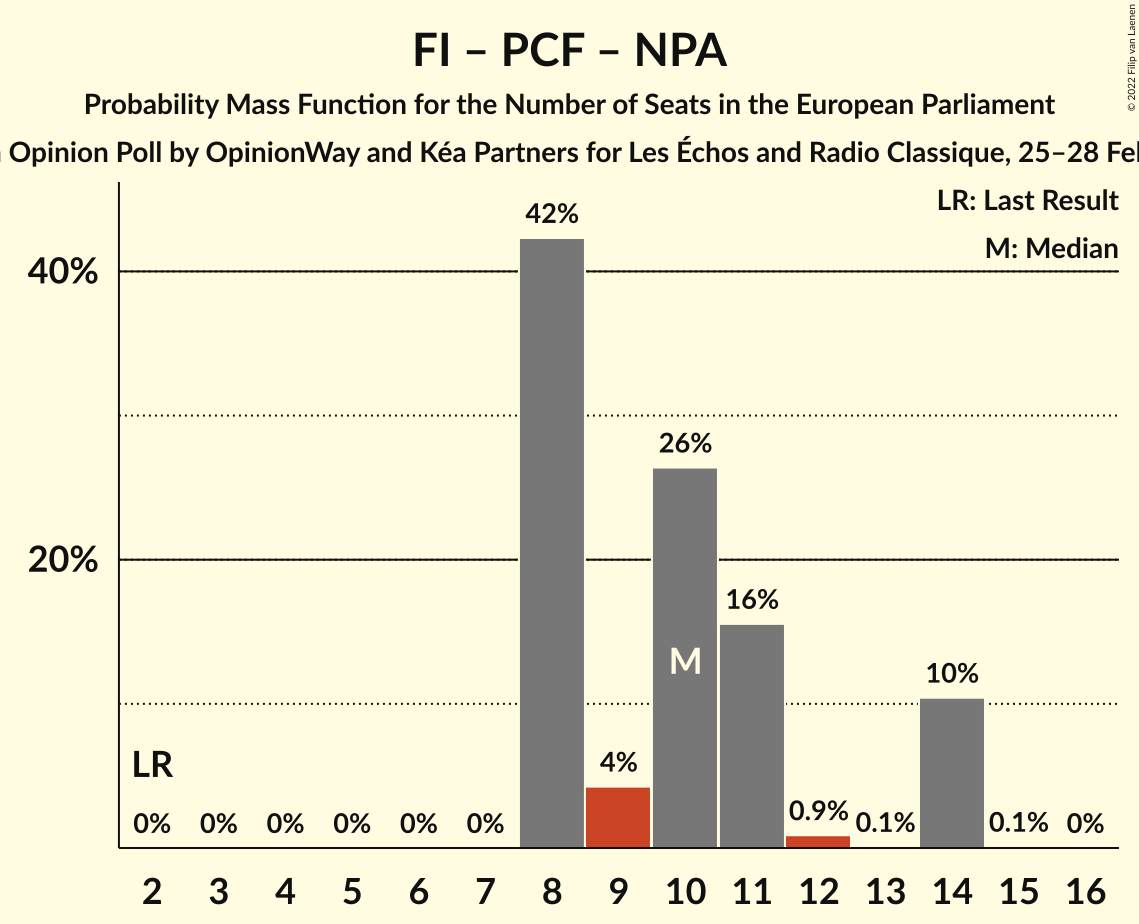 FI – PCF – NPA
Probability Mass Function for the Number of Seats in the European Parliament
Opinion Poll by OpinionWay and Kéa Partners for Les Échos and Radio Classique, 25–28 Feb
© 2022 Filip van Laenen
LR: Last Result
M: Median
42%
40%
26%
20%
16%
M
10%
LR
4%
0% 0% 0% 0% 0% 0% 0.9% 0.1% 0.1% 0%
2 3 4 5 6 7 8 9 10 11 12 13 14 15 16